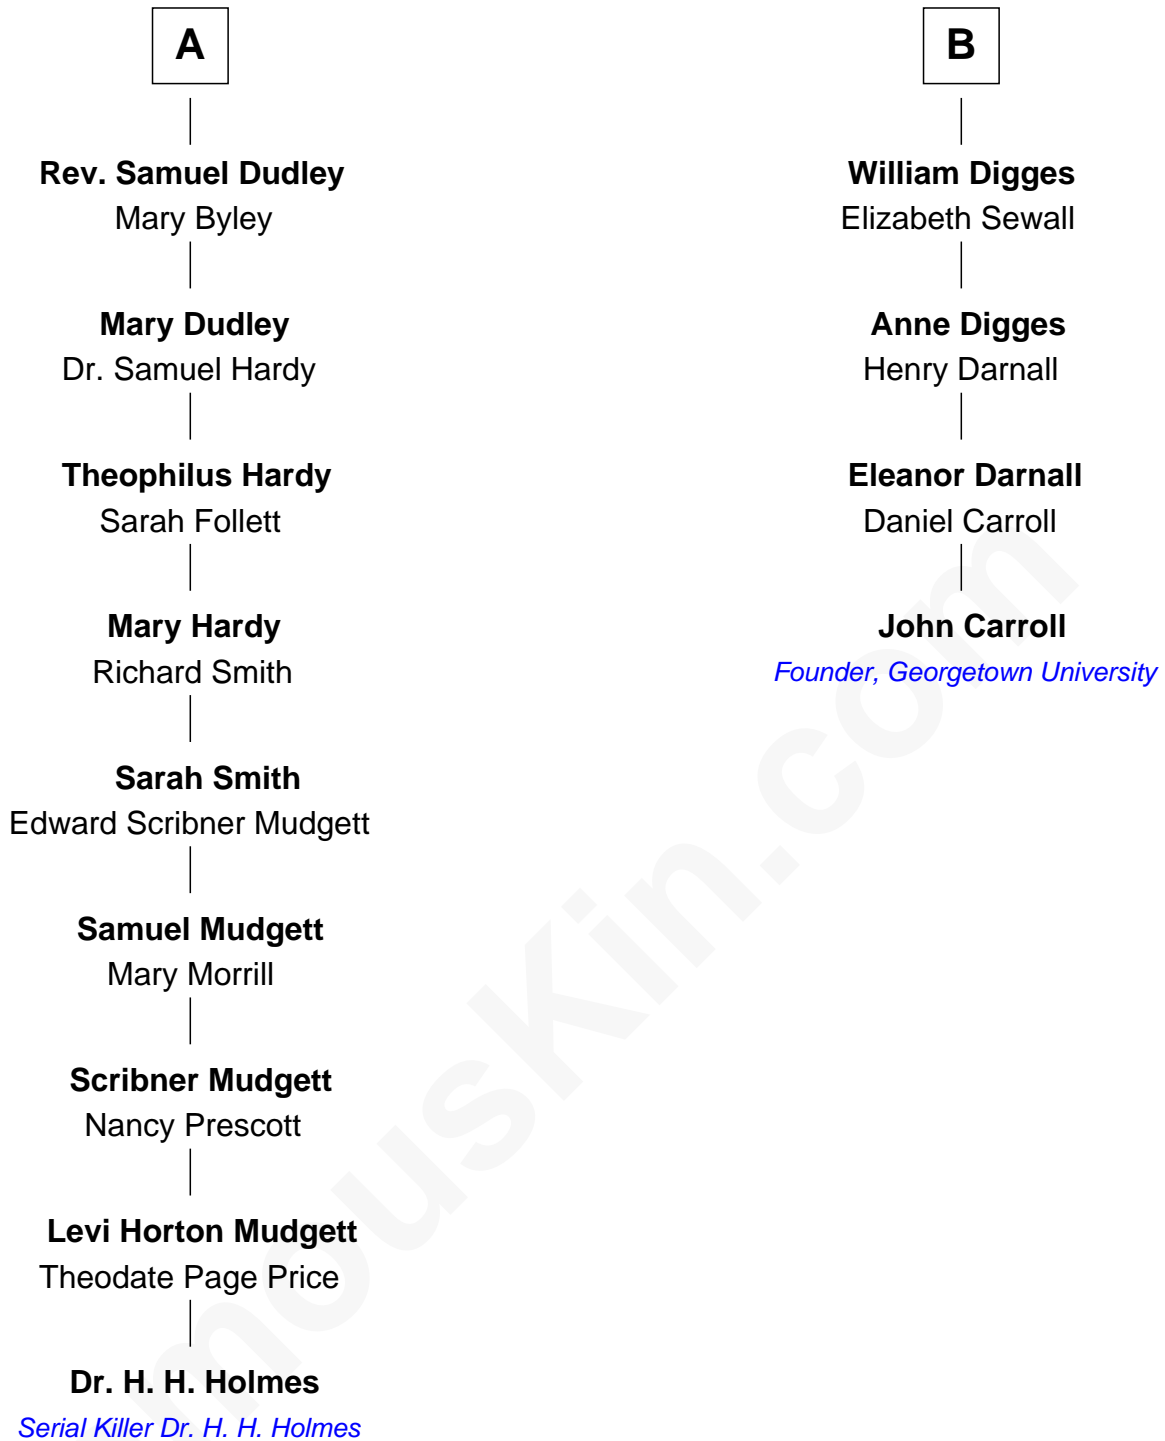 A
Rev. Samuel Dudley
Mary Byley
Mary Dudley
Dr. Samuel Hardy
Theophilus Hardy
Sarah Follett
Mary Hardy
Richard Smith
Sarah Smith
Edward Scribner Mudgett
Samuel Mudgett
Mary Morrill
Scribner Mudgett
Nancy Prescott
Levi Horton Mudgett
Theodate Page Price
Dr. H. H. Holmes
Serial Killer Dr. H. H. Holmes
B
William Digges
Elizabeth Sewall
Anne Digges
Henry Darnall
Eleanor Darnall
Daniel Carroll
John Carroll
Founder, Georgetown University
mousKin.com